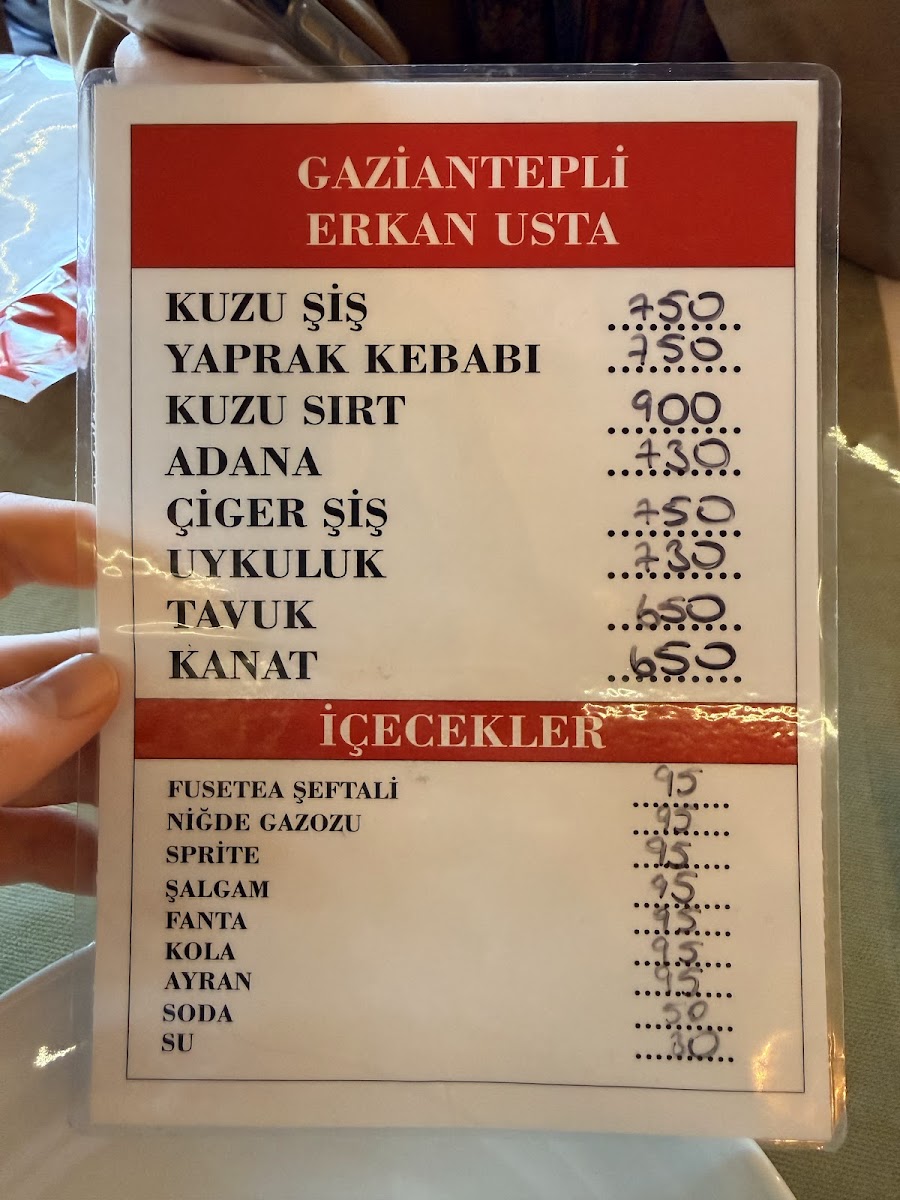 GAZİANTEPLİ
ERKAN USTA
KUZU ŞİŞ 750
YAPRAK KEBABI 750
KUZU SIRT 900
ADANA 730
ÇİGER ŞİŞ 750
UYKULUK 730
TAVUK 650
KANAT 650
İÇECEKLER
FUSETEA ŞEFTALİ 95
NİĞDE GAZOZU 95
SPRİTE 95
ŞALGAM 95
FANTA 95
KOLA 95
AYRAN 95
SODA 50
SU 30